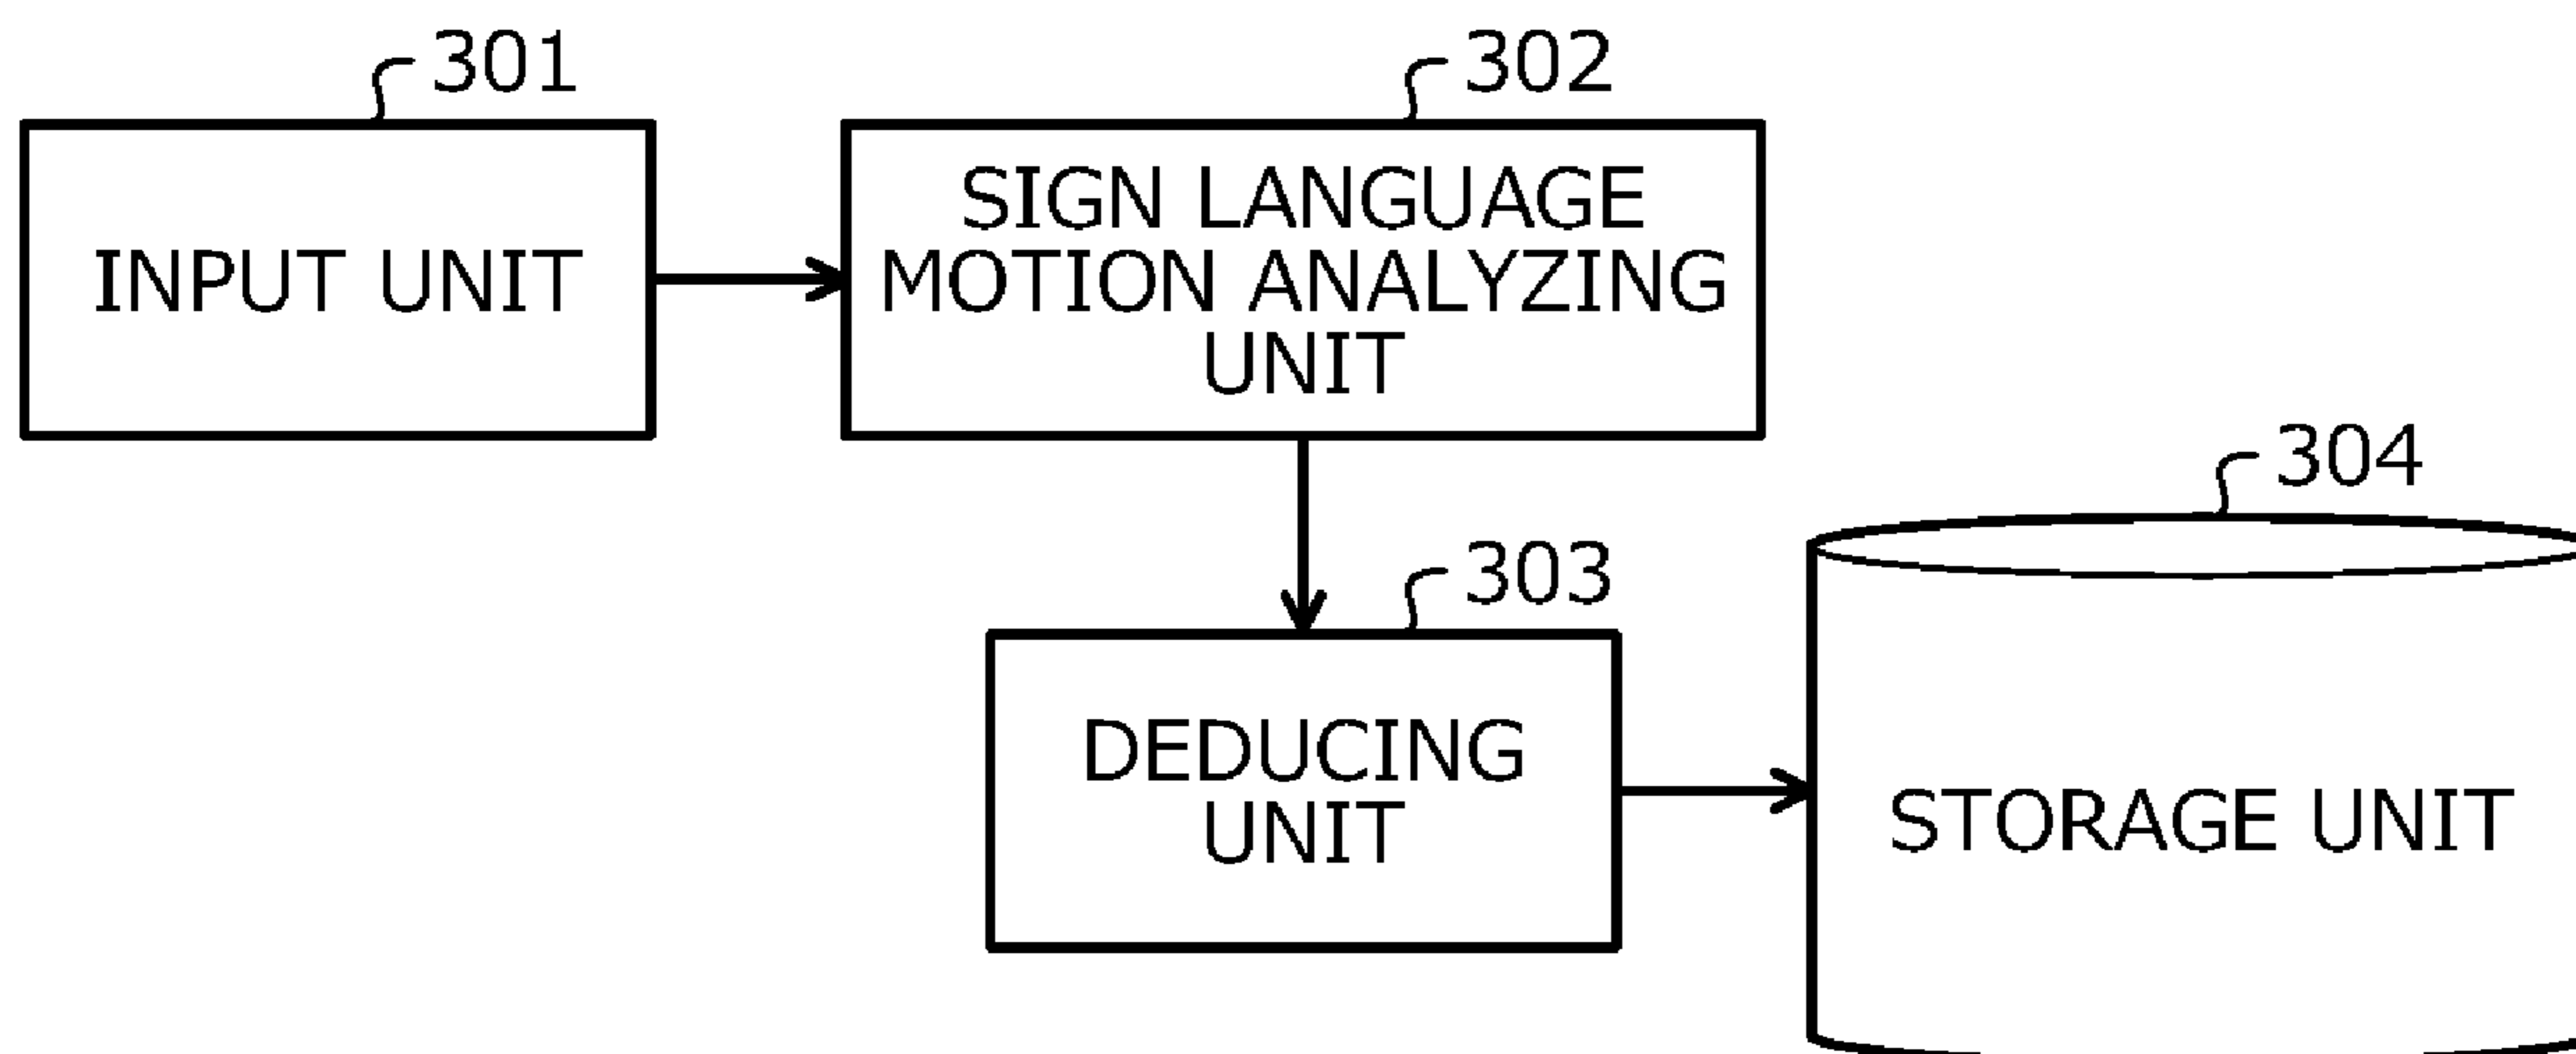 301
302
INPUT UNIT
SIGN LANGUAGE
MOTION ANALYZING
UNIT
303
304
DEDUCING
UNIT
STORAGE UNIT